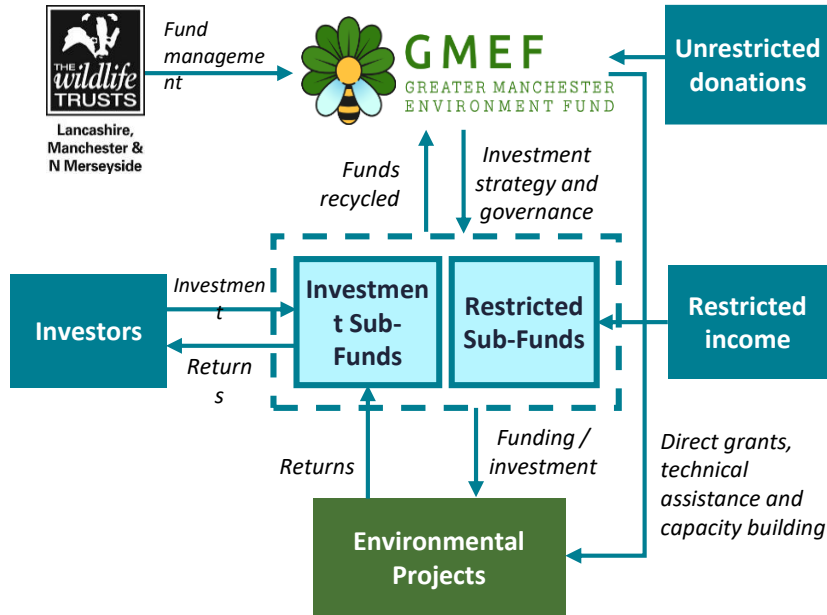 THE
wildlife
TRUSTS
Lancashire,
Manchester &
N Merseyside
Fund
manageme
nt
GMEF
GREATER MANCHESTER
ENVIRONMENT FUND
Unrestricted
donations
Funds
recycled
Investment
strategy and
governance
Investors
Investmen
t
Return
s
Investmen
t Sub-
Funds
Restricted
Sub-Funds
Restricted
income
Returns
Funding /
investment
Direct grants,
technical
assistance and
capacity building
Environmental
Projects